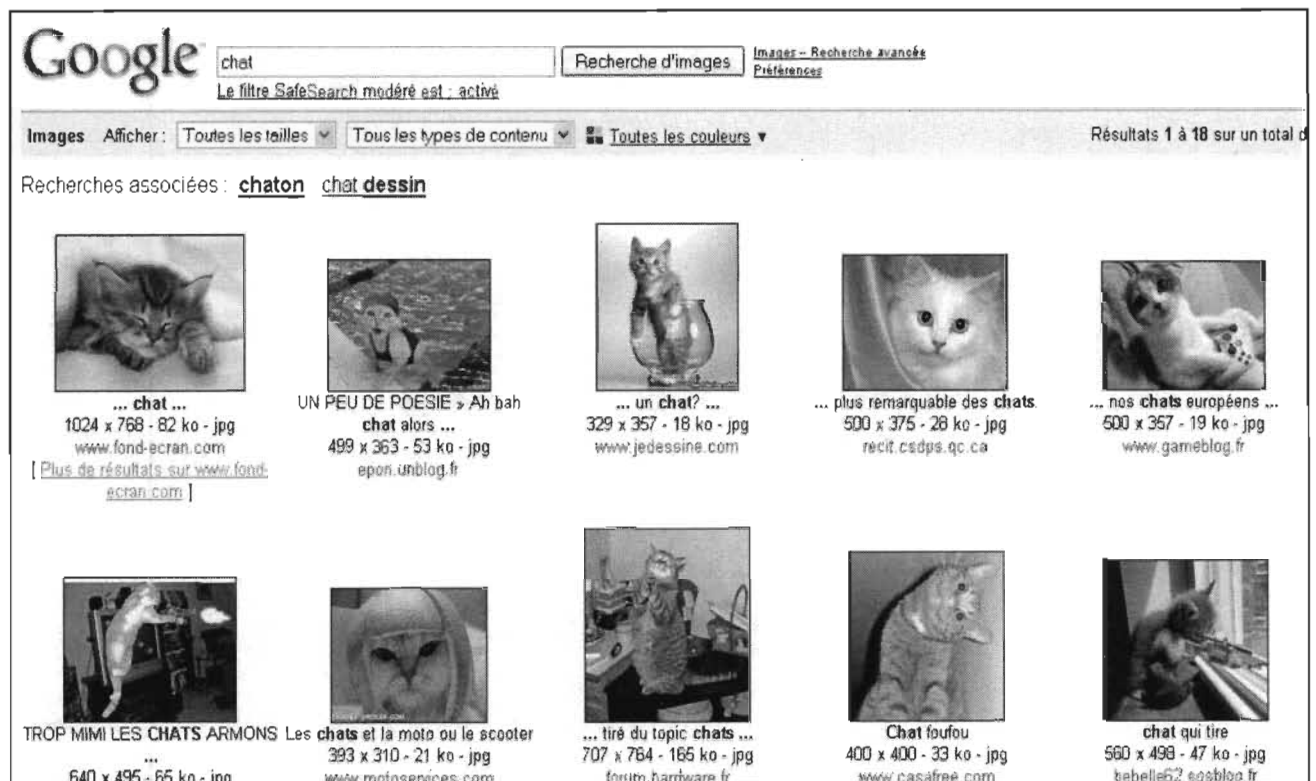 Google
chat
Recherche d'images
Images – Recherche avancée
Préférences
Le filtre SafeSearch modéré est : activé
Images Afficher : Toutes les tailles Tous les types de contenu Toutes les couleurs ▼ Résultats 1 à 18 sur un total d
Recherches associées : chaton chat dessin
... chat ...
1024 x 768 - 82 ko - jpg
www.fond-ecran.com
[ Plus de résultats sur www.fond-
ecran.com ]
UN PEU DE POESIE » Ah bah
chat alors ...
499 x 363 - 53 ko - jpg
epon.unblog.fr
... un chat? ...
329 x 357 - 18 ko - jpg
www.jedessine.com
... plus remarquable des chats.
500 x 375 - 28 ko - jpg
recit.csdps.qc.ca
... nos chats européens ...
500 x 357 - 19 ko - jpg
www.gameblog.fr
TROP MIMI LES CHATS ARMONS
...
640 x 495 - 65 ko - jpg
Les chats et la moto ou le scooter
393 x 310 - 21 ko - jpg
www.motoservices.com
... tiré du topic chats ...
707 x 764 - 165 ko - jpg
forum.hardware.fr
Chat foufou
400 x 400 - 33 ko - jpg
www.casafree.com
chat qui tire
560 x 498 - 47 ko - jpg
bebelle62.sosblog.fr